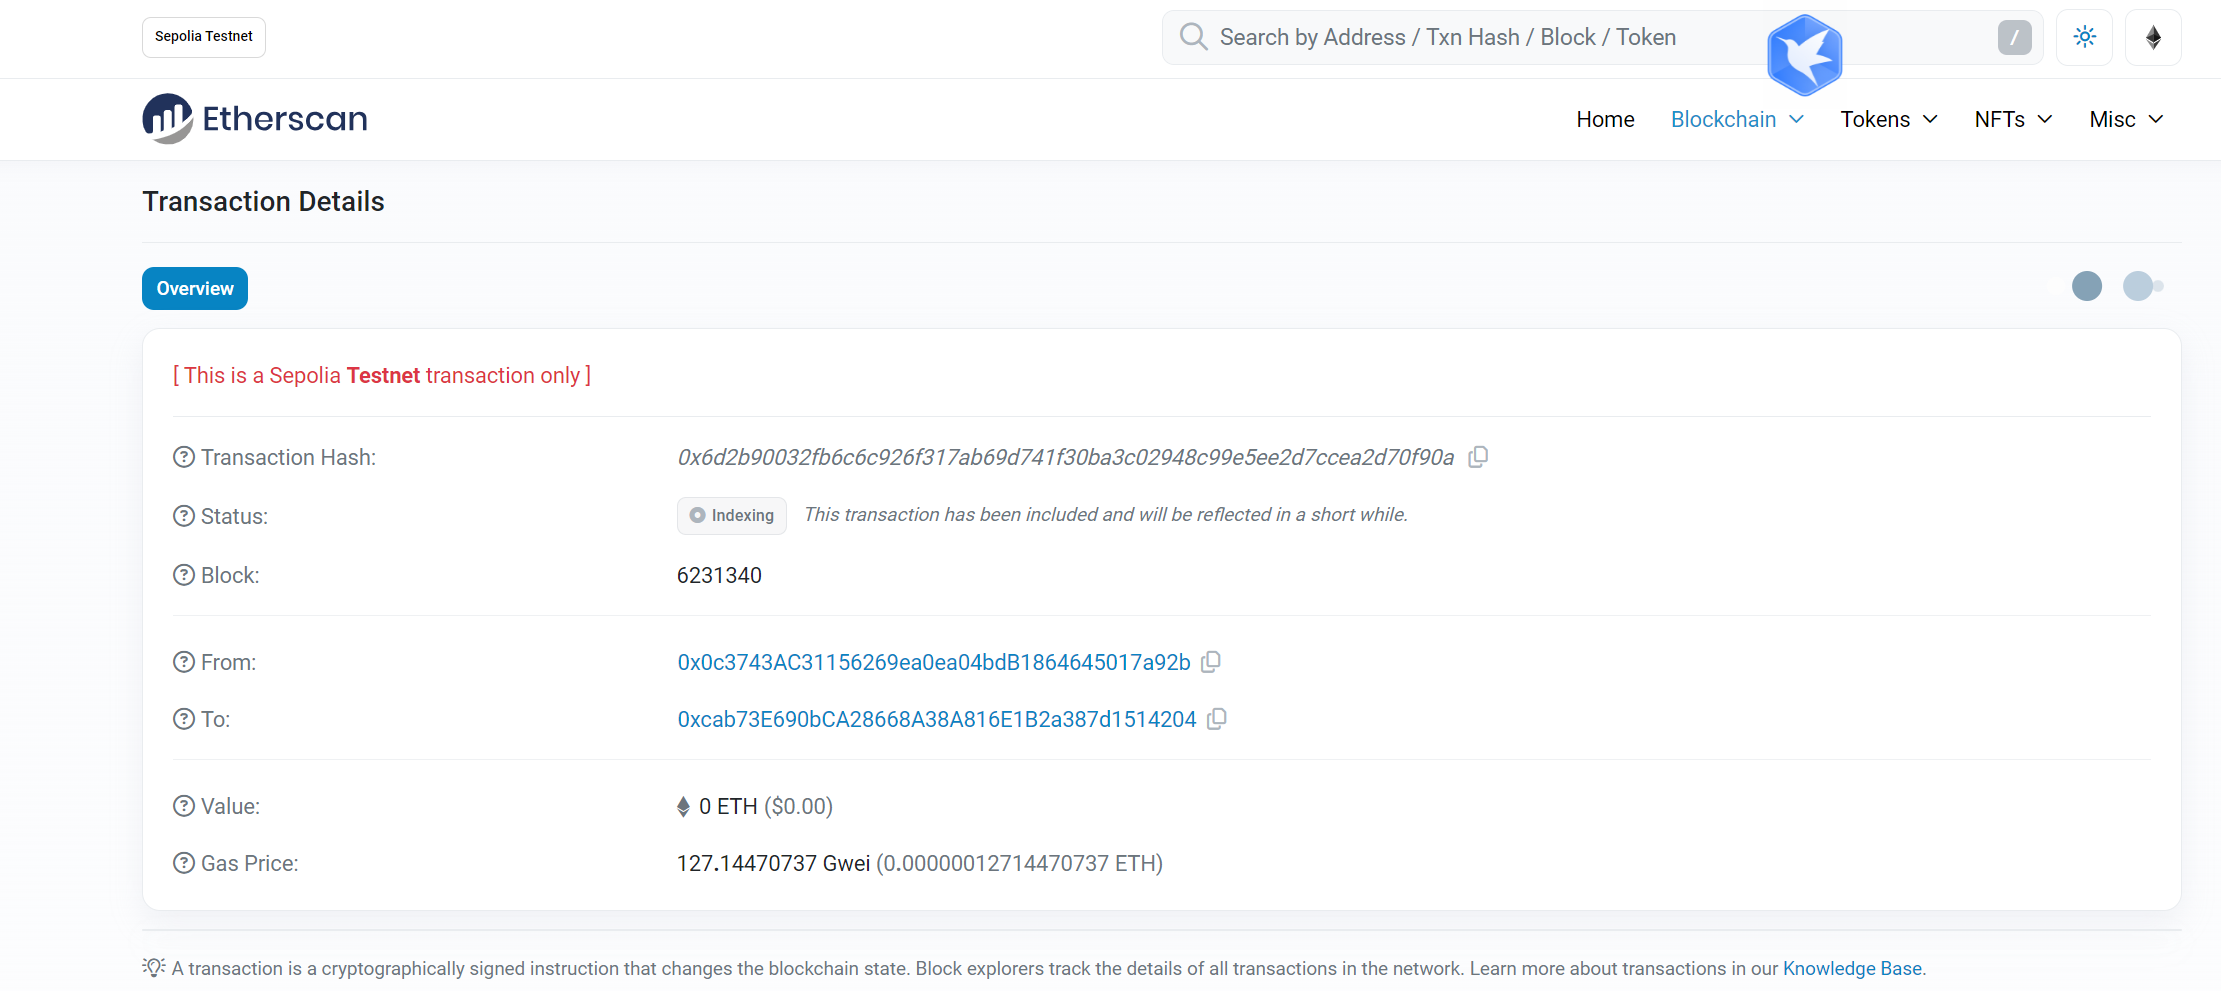 Sepolia Testnet
Search by Address / Txn Hash / Block / Token
/
Etherscan
Home
Blockchain
Tokens
NFTs
Misc
Transaction Details
Overview
[ This is a Sepolia Testnet transaction only ]
Transaction Hash:
0x6d2b90032fb6c6c926f317ab69d741f30ba3c02948c99e5ee2d7ccea2d70f90a
Status:
Indexing
This transaction has been included and will be reflected in a short while.
Block:
6231340
From:
0x0c3743AC31156269ea0ea04bdB1864645017a92b
To:
0xcab73E690bCA28668A38A816E1B2a387d1514204
Value:
0 ETH ($0.00)
Gas Price:
127.14470737 Gwei (0.00000012714470737 ETH)
A transaction is a cryptographically signed instruction that changes the blockchain state. Block explorers track the details of all transactions in the network. Learn more about transactions in our Knowledge Base.